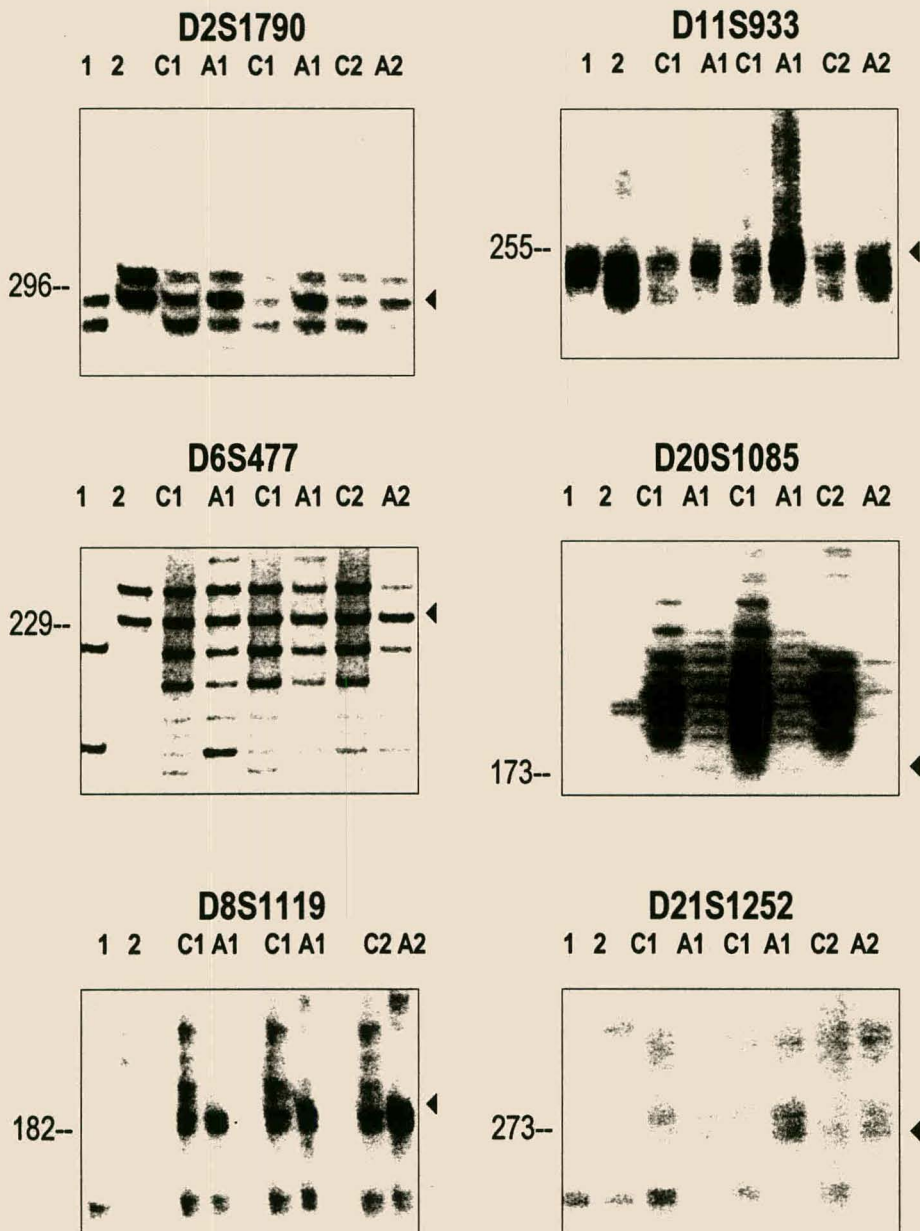 D2S1790
1 2 C1 A1 C1 A1 C2 A2
296--
D11S933
1 2 C1 A1 C1 A1 C2 A2
255--
D6S477
1 2 C1 A1 C1 A1 C2 A2
229--
D20S1085
1 2 C1 A1 C1 A1 C2 A2
173--
D8S1119
1 2 C1 A1 C1 A1 C2 A2
182--
D21S1252
1 2 C1 A1 C1 A1 C2 A2
273--